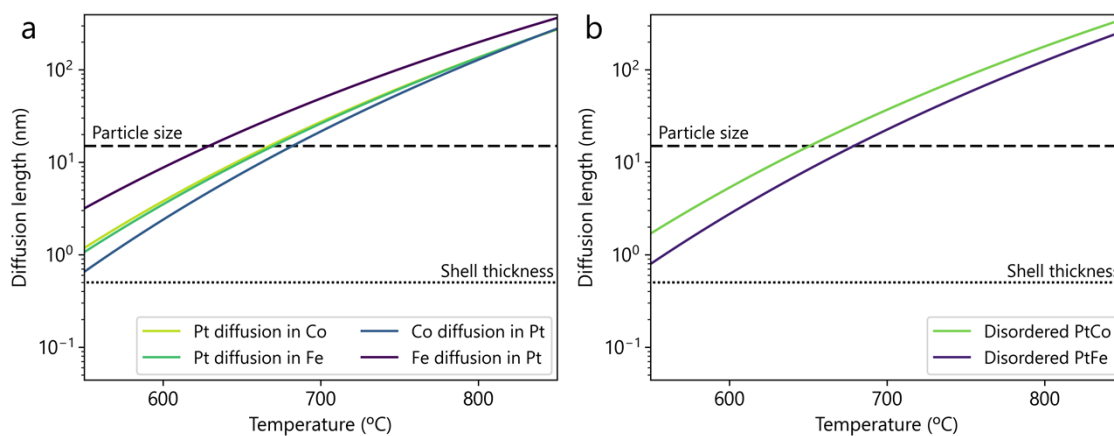 a
Diffusion length (nm)
10²
10¹
10⁰
10⁻¹
Particle size
Shell thickness
Pt diffusion in Co
Pt diffusion in Fe
Co diffusion in Pt
Fe diffusion in Pt
600
700
800
Temperature (ºC)
b
Diffusion length (nm)
10²
10¹
10⁰
10⁻¹
Particle size
Shell thickness
Disordered PtCo
Disordered PtFe
600
700
800
Temperature (ºC)